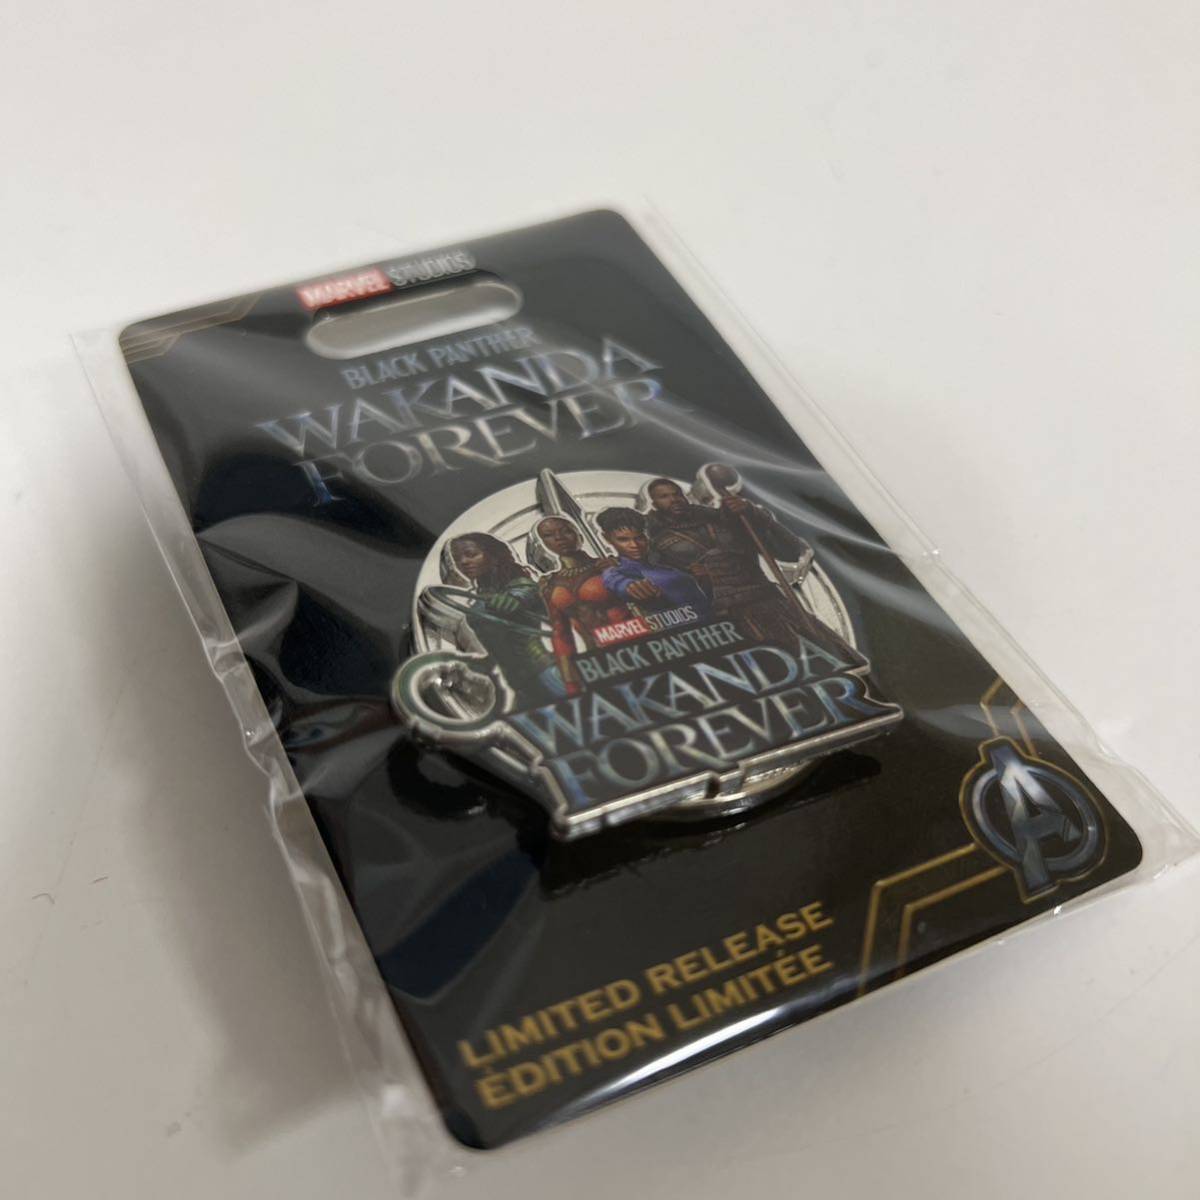 MARVEL STUDIOS
BLACK PANTHER
WAKANDA
FOREVER
MARVEL STUDIOS
BLACK PANTHER
WAKANDA
FOREVER
LIMITED RELEASE
ÉDITION LIMITÉE